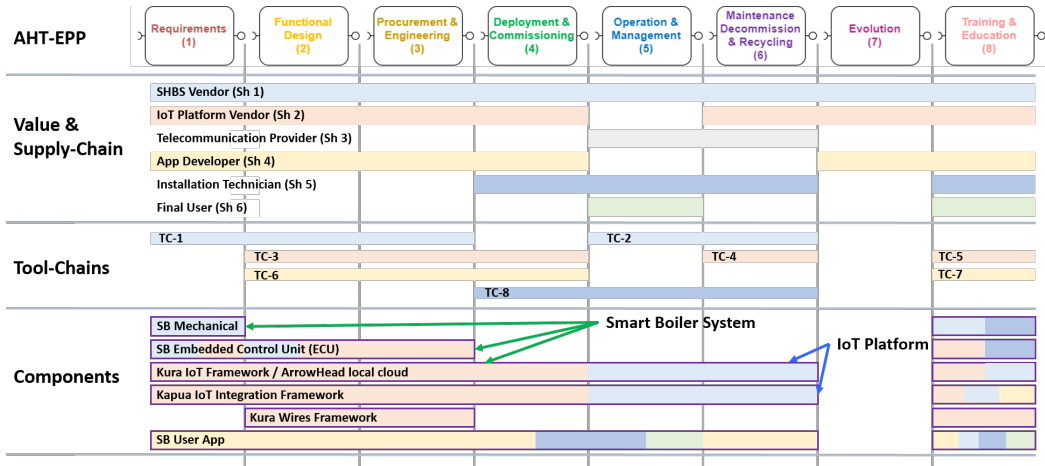 AHT-EPP
Requirements
(1)
Functional
Design
(2)
Procurement &
Engineering
(3)
Deployment &
Commissioning
(4)
Operation &
Management
(5)
Maintenance
Decommission
& Recycling
(6)
Evolution
(7)
Training &
Education
(8)
Value &
Supply-Chain
SHBS Vendor (Sh 1)
IoT Platform Vendor (Sh 2)
Telecommunication Provider (Sh 3)
App Developer (Sh 4)
Installation Technician (Sh 5)
Final User (Sh 6)
Tool-Chains
TC-1
TC-2
TC-3
TC-4
TC-5
TC-6
TC-7
TC-8
Components
SB Mechanical
Smart Boiler System
SB Embedded Control Unit (ECU)
IoT Platform
Kura IoT Framework / ArrowHead local cloud
Kapua IoT Integration Framework
Kura Wires Framework
SB User App